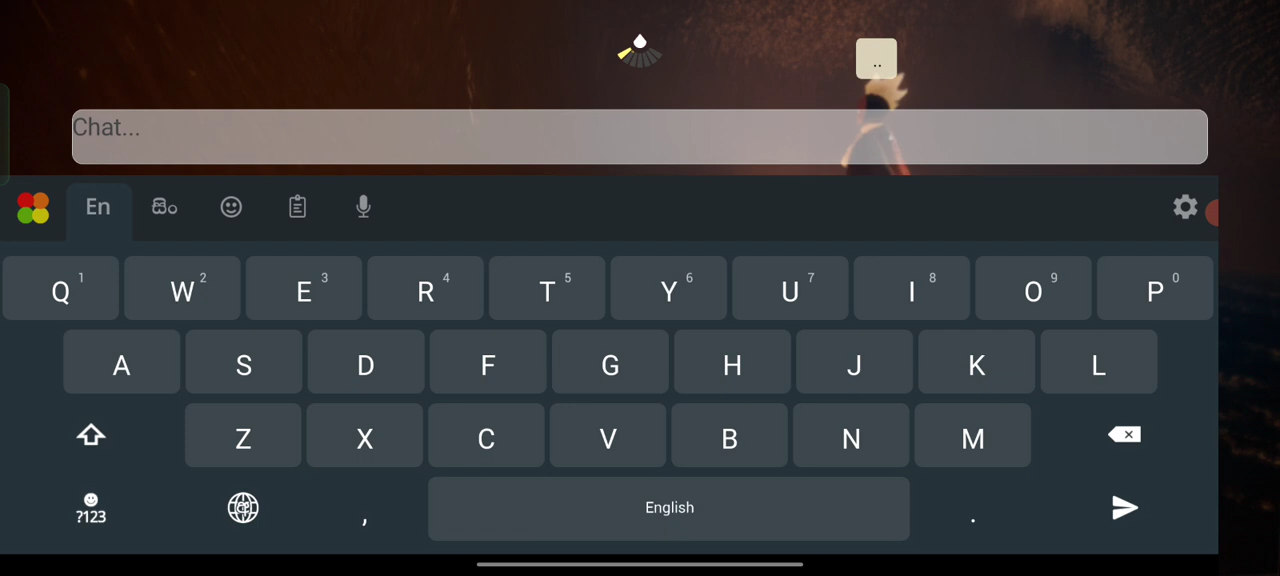 ..
Chat...
En සිං
Q 1 W 2 E 3 R 4 T 5 Y 6 U 7 I 8 O 9 P 0
A S D F G H J K L
Z X C V B N M
?123 , English .